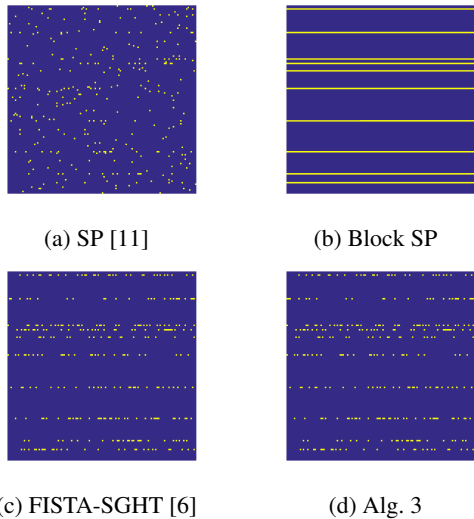 (a) SP [11]
(b) Block SP
(c) FISTA-SGHT [6]
(d) Alg. 3